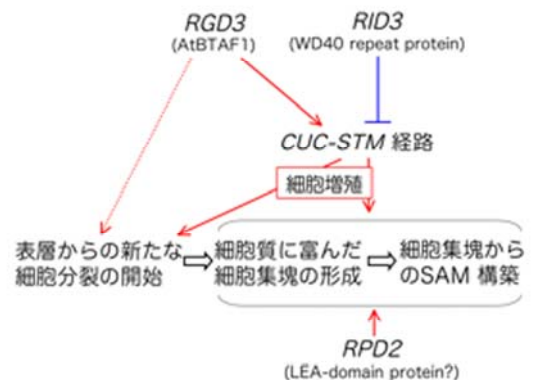 RGD3
(AtBTAF1)
RID3
(WD40 repeat protein)
CUC-STM 経路
細胞増殖
表層からの新たな
細胞分裂の開始
細胞質に富んだ
細胞集塊の形成
細胞集塊から
のSAM 構築
RPD2
(LEA-domain protein?)